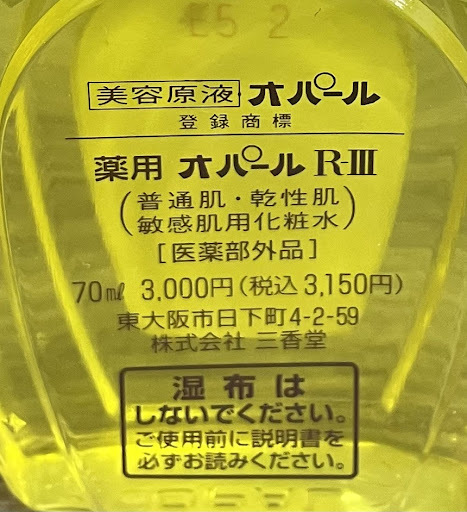 E5 2
美容原液 オパール
登録商標
薬用 オパール R-III
(普通肌・乾性肌
敏感肌用化粧水)
[医薬部外品]
70ml 3,000円(税込3,150円)
東大阪市日下町4-2-59
株式会社 三香堂
湿布は
しないでください。
ご使用前に説明書を
必ずお読みください。